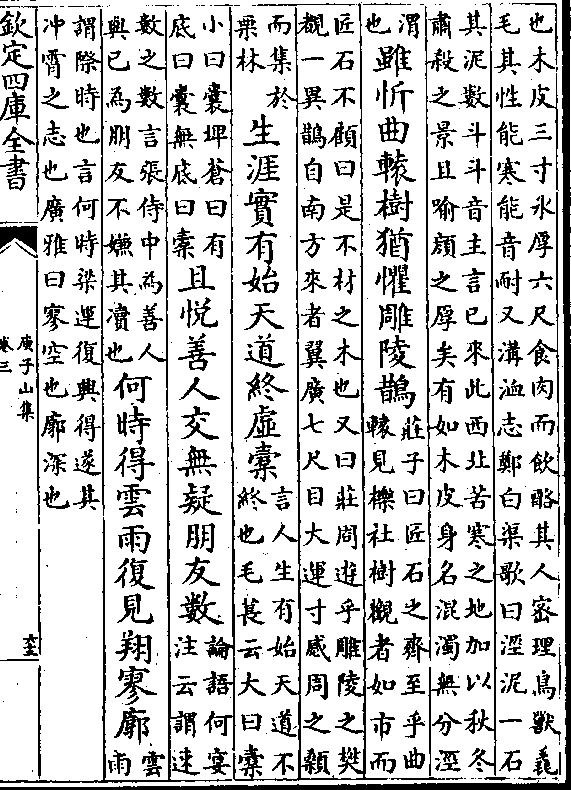 也木皮三寸氷厚六尺食肉而飲酪其人宻理鳥獸毳
毛其性能寒能音耐又溝洫志鄭白渠歌曰涇泥一石
其泥數斗斗音主言已來此西北苦寒之地加以秋冬
肅殺之景且喻顔之厚矣有如木皮身名混濁無分涇
渭
也
雖忻曲轅樹猶懼雕陵鵲
莊子曰匠石之齊至乎曲
轅見櫟社樹觀者如市而
匠石不顧曰是不材之木也又曰莊周遊乎雕陵之樊
覩一異鵲自南方來者翼廣七尺目大運寸感周之顙
而集於
栗林
生涯實有始天道終虛橐
言人生有始天道不
終也毛萇云大曰橐
小曰囊埤蒼曰有
底曰囊無底曰橐
且悅善人交無疑朋友數
論語何宴
注云謂速
數之數言張侍中為善人
與已為朋友不嫌其凟也
何時得雲雨復見翔寥廓
雲
雨
謂際時也言何時梁運復興得遂其
冲霄之志也廣雅曰寥空也廓深也
欽定四庫全書
庾子山集
卷三